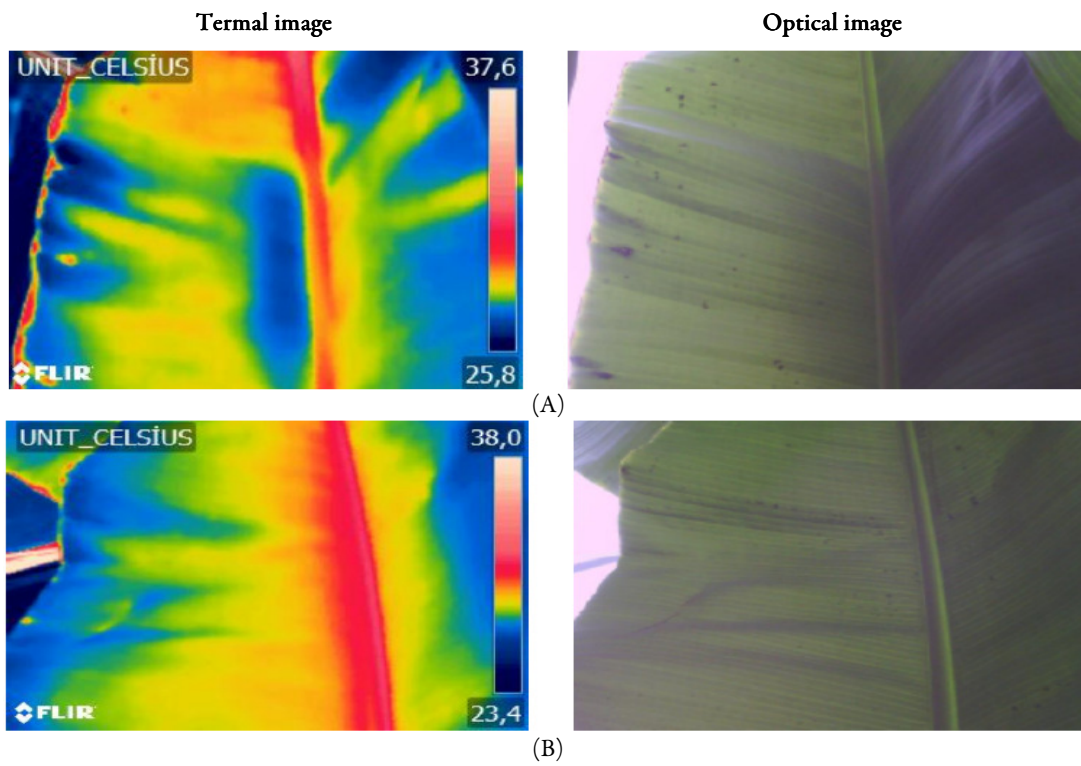 Termal image
Optical image
UNIT_CELSİUS
37,6
FLIR
25,8
(A)
UNIT_CELSİUS
38,0
FLIR
23,4
(B)